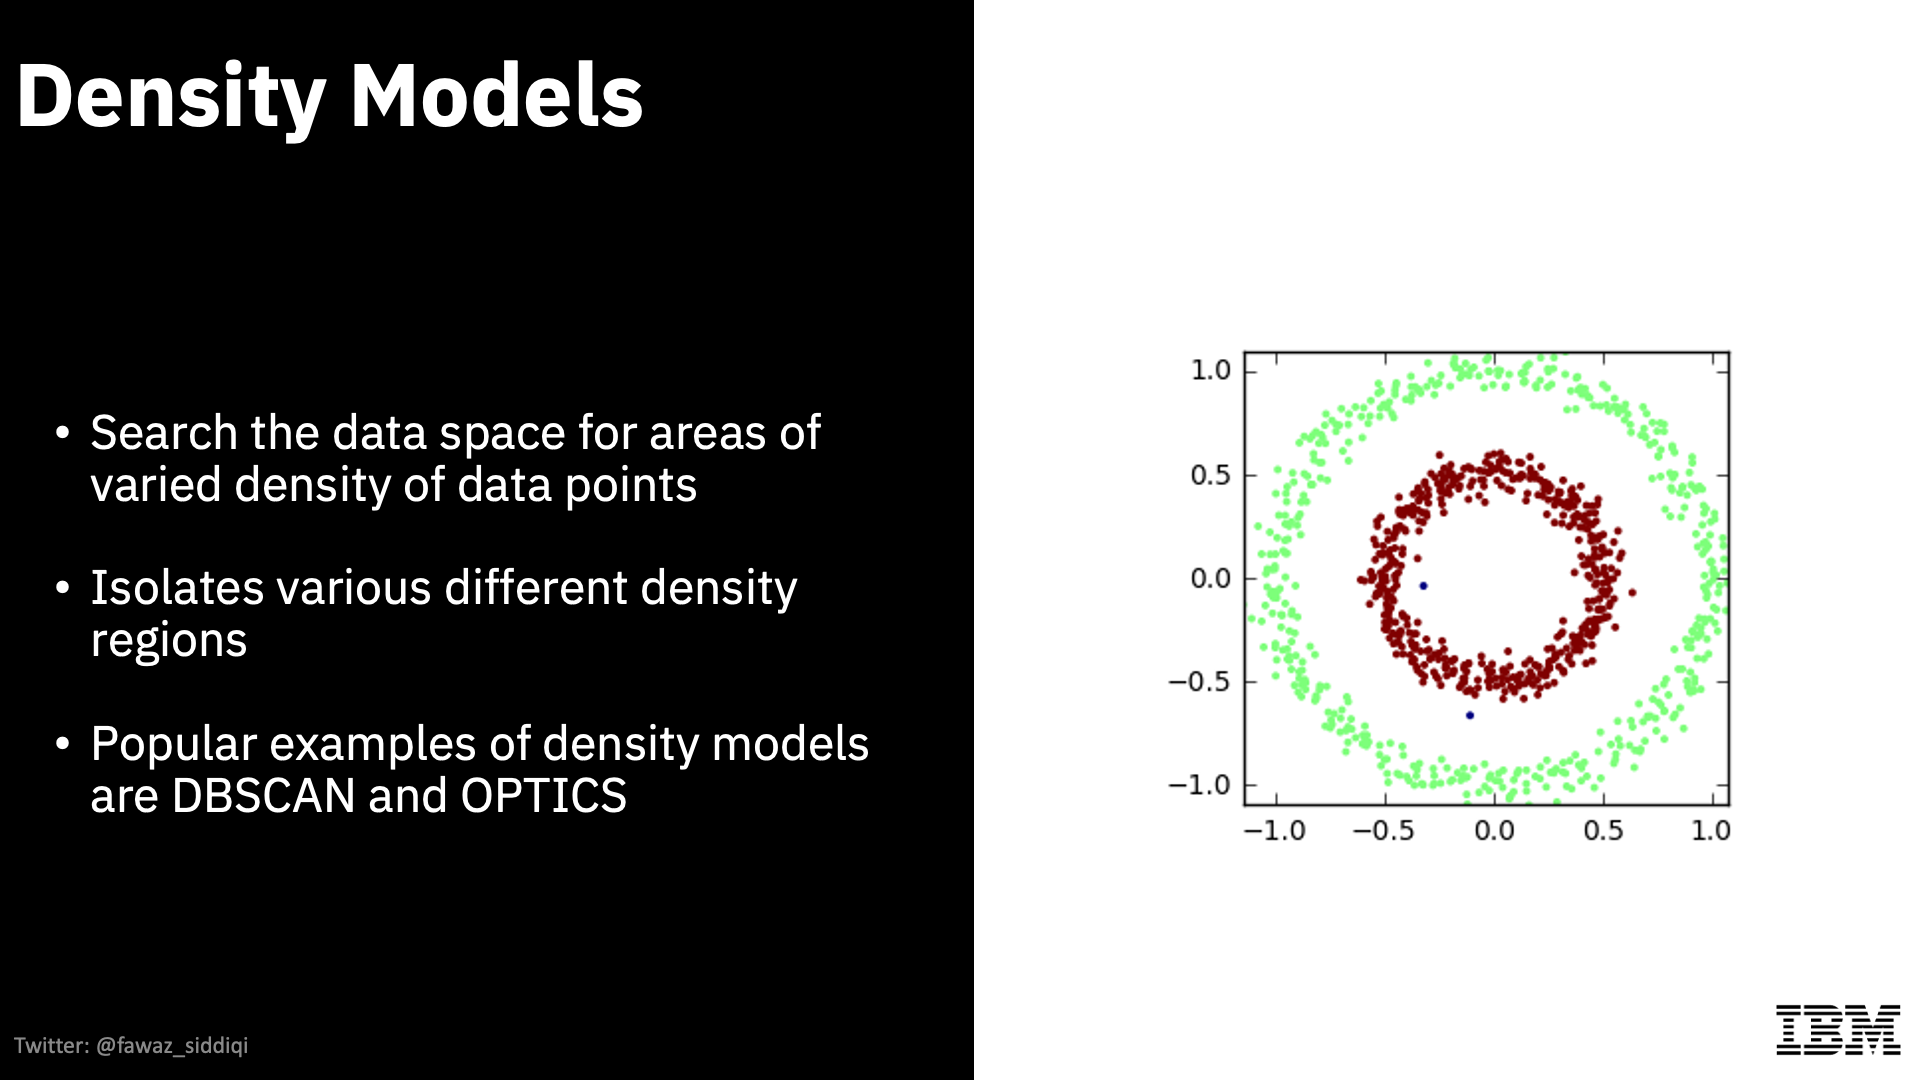 Density Models
• Search the data space for areas of
varied density of data points
• Isolates various different density
regions
• Popular examples of density models
are DBSCAN and OPTICS
Twitter: @fawaz_siddiqi
1.0
0.5
0.0
−0.5
−1.0
−1.0 −0.5 0.0 0.5 1.0
IBM